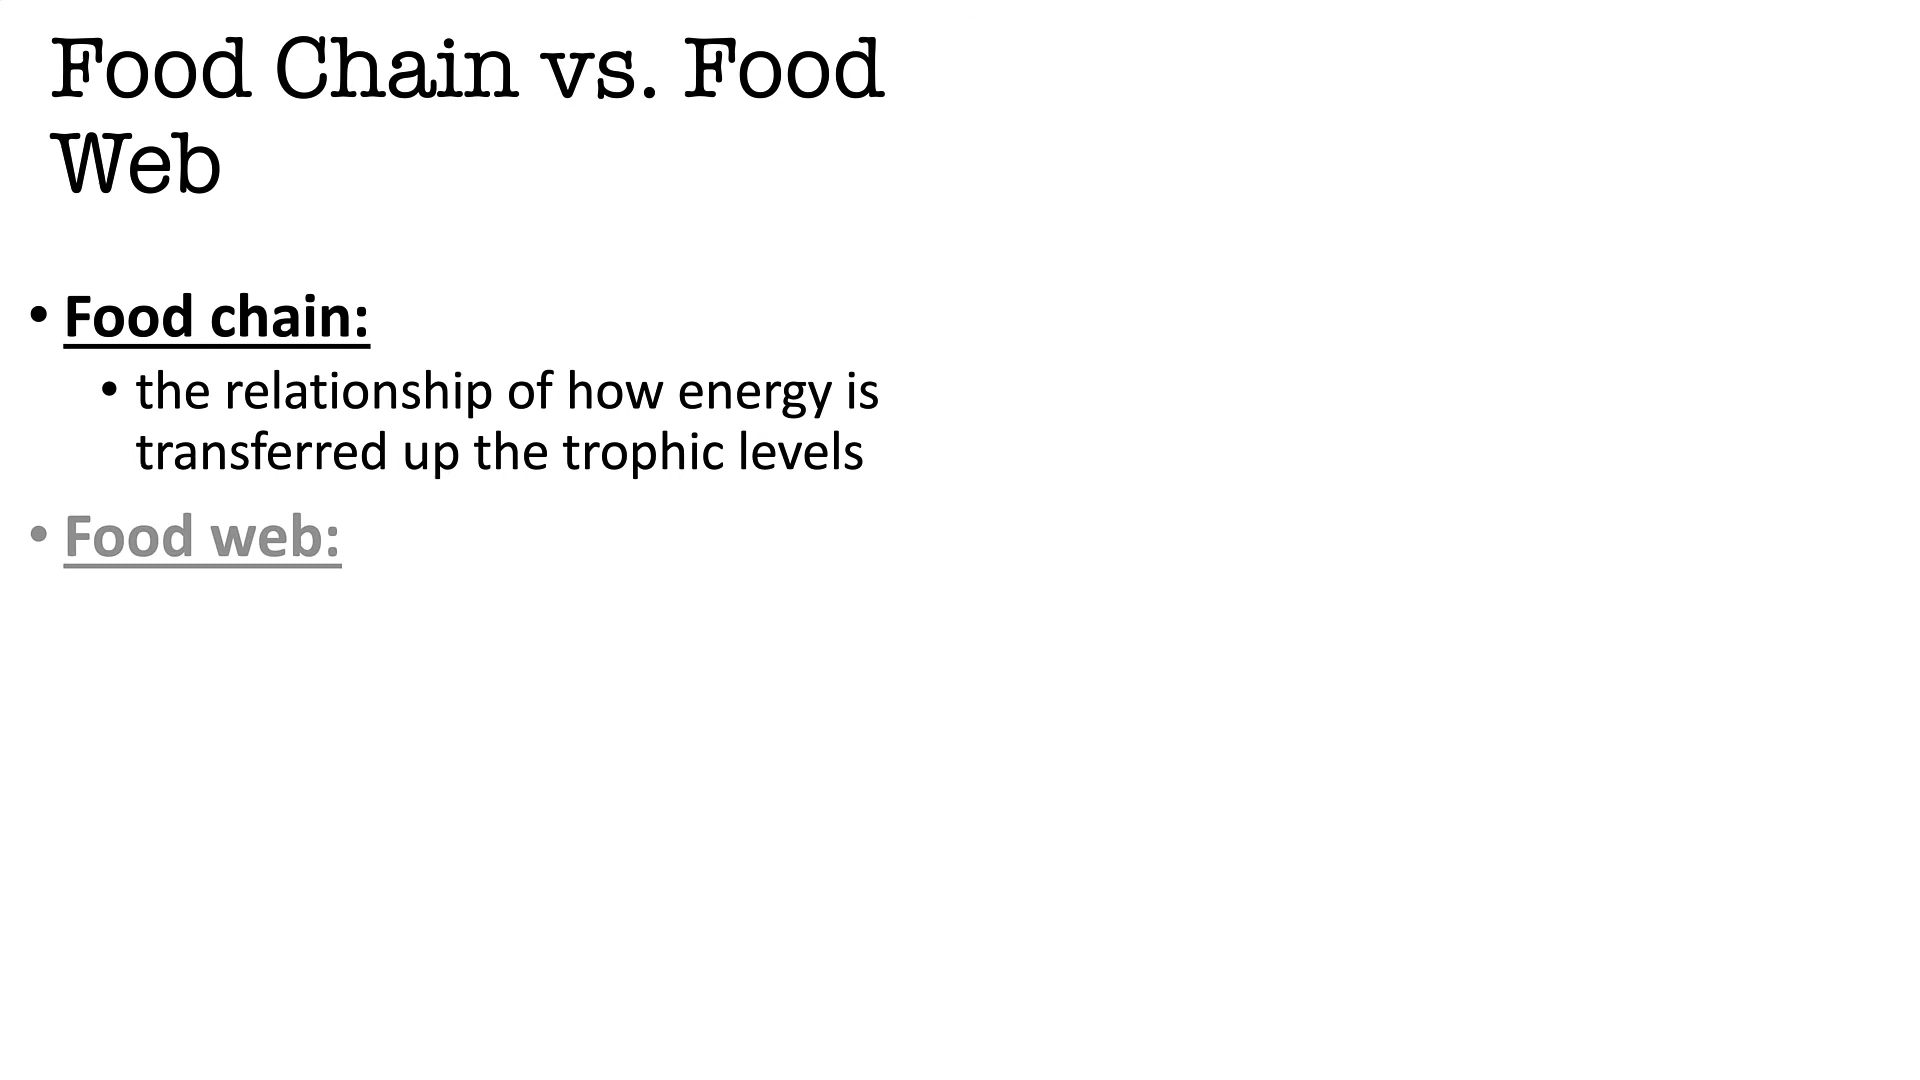 Food Chain vs. Food
Web
• Food chain:
• the relationship of how energy is
transferred up the trophic levels
• Food web: